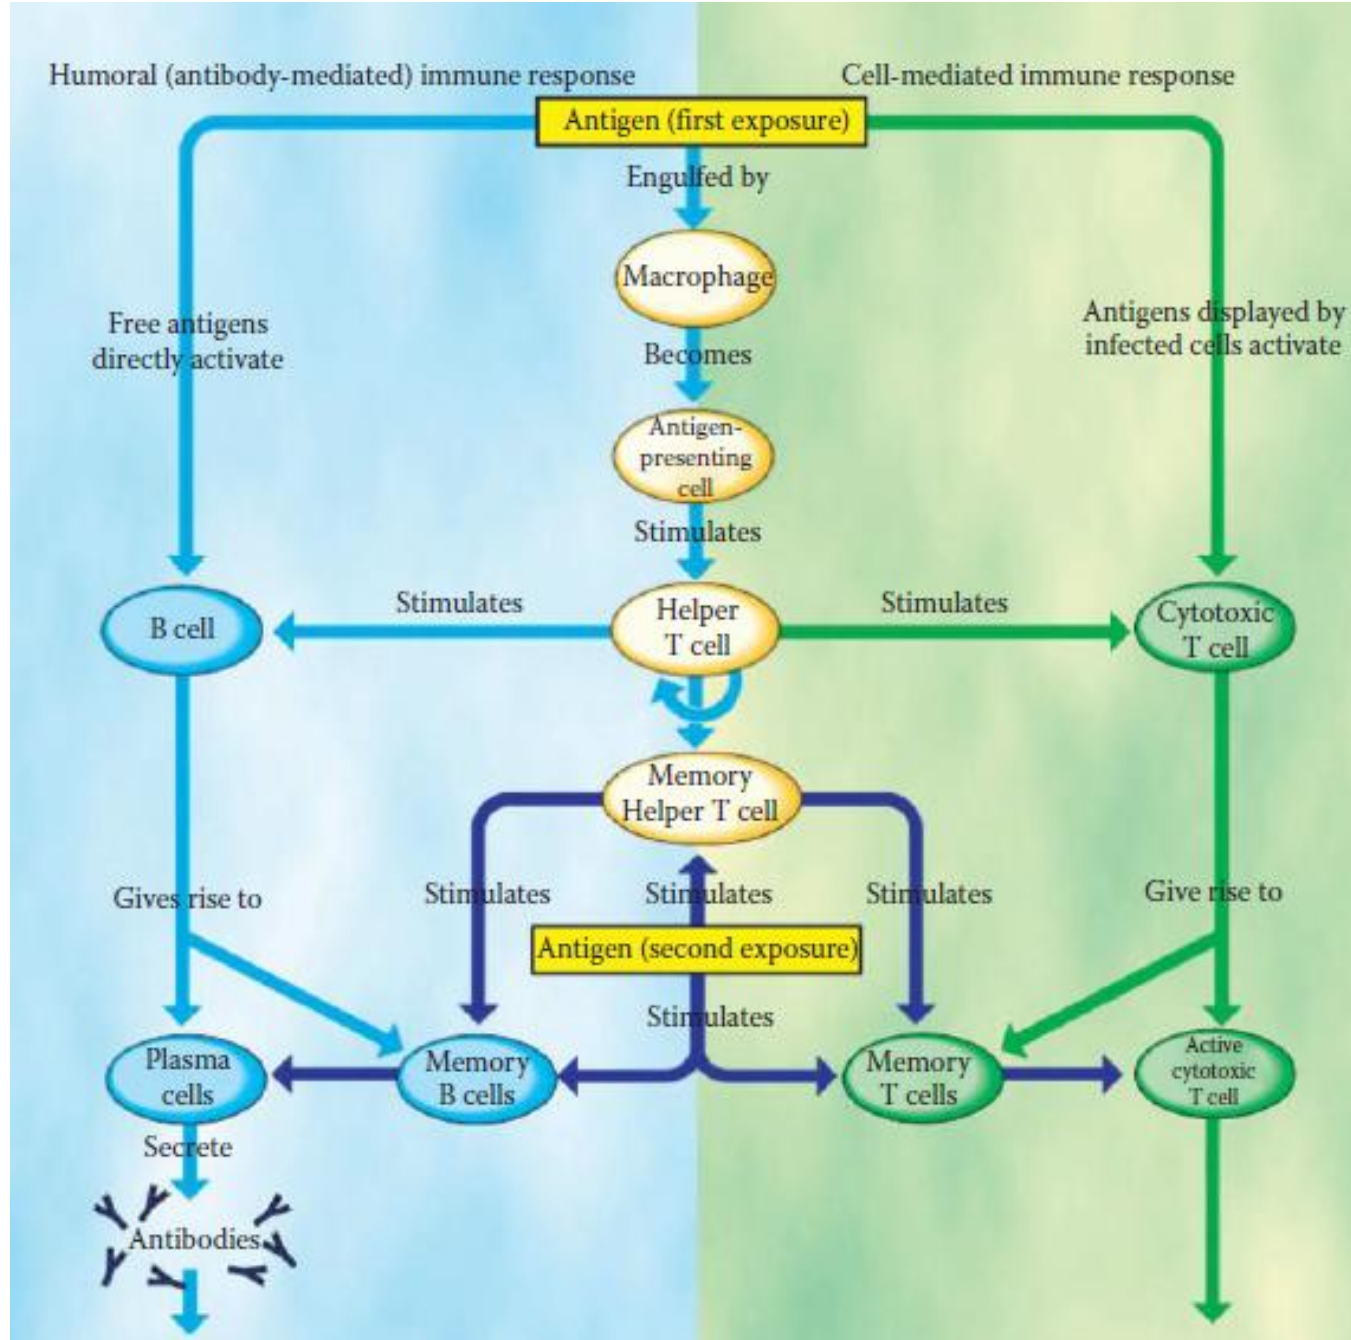 Humoral (antibody-mediated) immune response
Cell-mediated immune response
Antigen (first exposure)
Engulfed by
Macrophage
Free antigens
directly activate
Antigens displayed by
infected cells activate
Becomes
Antigen-
presenting
cell
Stimulates
B cell
Stimulates
Helper
T cell
Stimulates
Cytotoxic
T cell
Memory
Helper T cell
Gives rise to
Stimulates
Stimulates
Stimulates
Give rise to
Antigen (second exposure)
Stimulates
Plasma
cells
Memory
B cells
Memory
T cells
Active
cytotoxic
T cell
Secrete
Antibodies